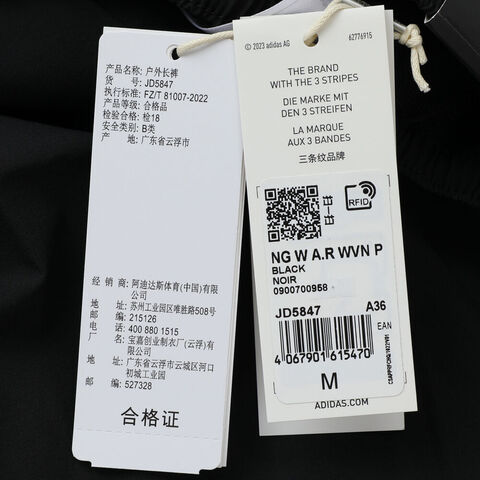 产品名称: 户外长裤
货 号: JD5847
执行标准: FZ/T 81007-2022
产品等级: 合格品
检验合格: 检18
安全类别: B类
产 地: 广东省云浮市
经 销 商: 阿迪达斯体育(中国)有限
公司
地 址: 苏州工业园区唯胜路508号
邮 编: 215126
电 话: 400 880 1515
厂 名: 宝嘉创业制衣厂(云浮)有
限公司
地 址: 广东省云浮市云城区河口
初城工业园
邮 编: 527328
合格证
© 2023 adidas AG
62776915
THE BRAND
WITH THE 3 STRIPES
DIE MARKE MIT
DEN 3 STREIFEN
LA MARQUE
AUX 3 BANDES
三条纹品牌
RFID
NG W A.R WVN P
BLACK
NOIR
0900700958
JD5847 A36
EAN
4 067901 615470
M
ADIDAS.COM